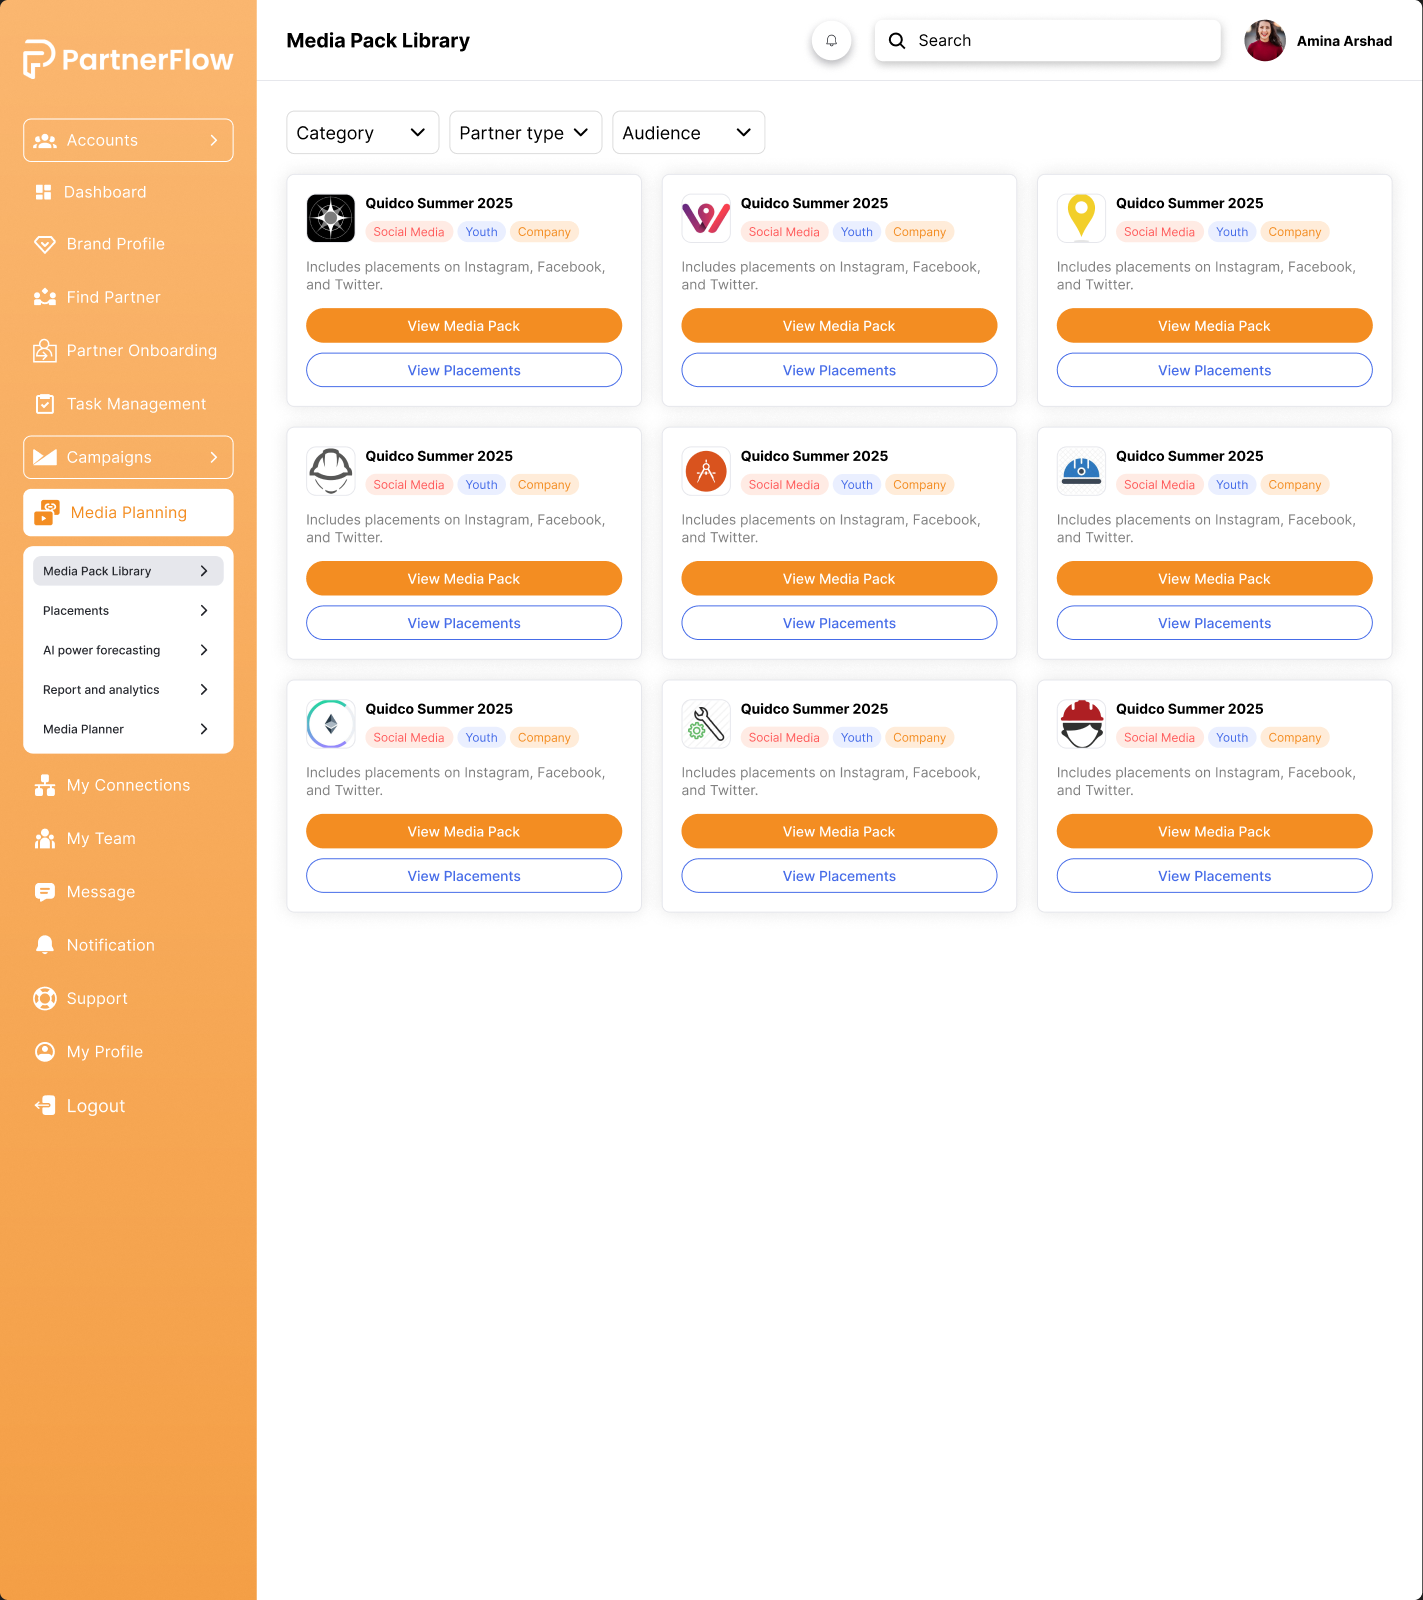 PartnerFlow
Accounts
Dashboard
Brand Profile
Find Partner
Partner Onboarding
Task Management
Campaigns
Media Planning
Media Pack Library
Placements
AI power forecasting
Report and analytics
Media Planner
My Connections
My Team
Message
Notification
Support
My Profile
Logout
Media Pack Library
Search
Amina Arshad
Category
Partner type
Audience
Quidco Summer 2025
Social Media Youth Company
Includes placements on Instagram, Facebook,
and Twitter.
View Media Pack
View Placements
Quidco Summer 2025
Social Media Youth Company
Includes placements on Instagram, Facebook,
and Twitter.
View Media Pack
View Placements
Quidco Summer 2025
Social Media Youth Company
Includes placements on Instagram, Facebook,
and Twitter.
View Media Pack
View Placements
Quidco Summer 2025
Social Media Youth Company
Includes placements on Instagram, Facebook,
and Twitter.
View Media Pack
View Placements
Quidco Summer 2025
Social Media Youth Company
Includes placements on Instagram, Facebook,
and Twitter.
View Media Pack
View Placements
Quidco Summer 2025
Social Media Youth Company
Includes placements on Instagram, Facebook,
and Twitter.
View Media Pack
View Placements
Quidco Summer 2025
Social Media Youth Company
Includes placements on Instagram, Facebook,
and Twitter.
View Media Pack
View Placements
Quidco Summer 2025
Social Media Youth Company
Includes placements on Instagram, Facebook,
and Twitter.
View Media Pack
View Placements
Quidco Summer 2025
Social Media Youth Company
Includes placements on Instagram, Facebook,
and Twitter.
View Media Pack
View Placements